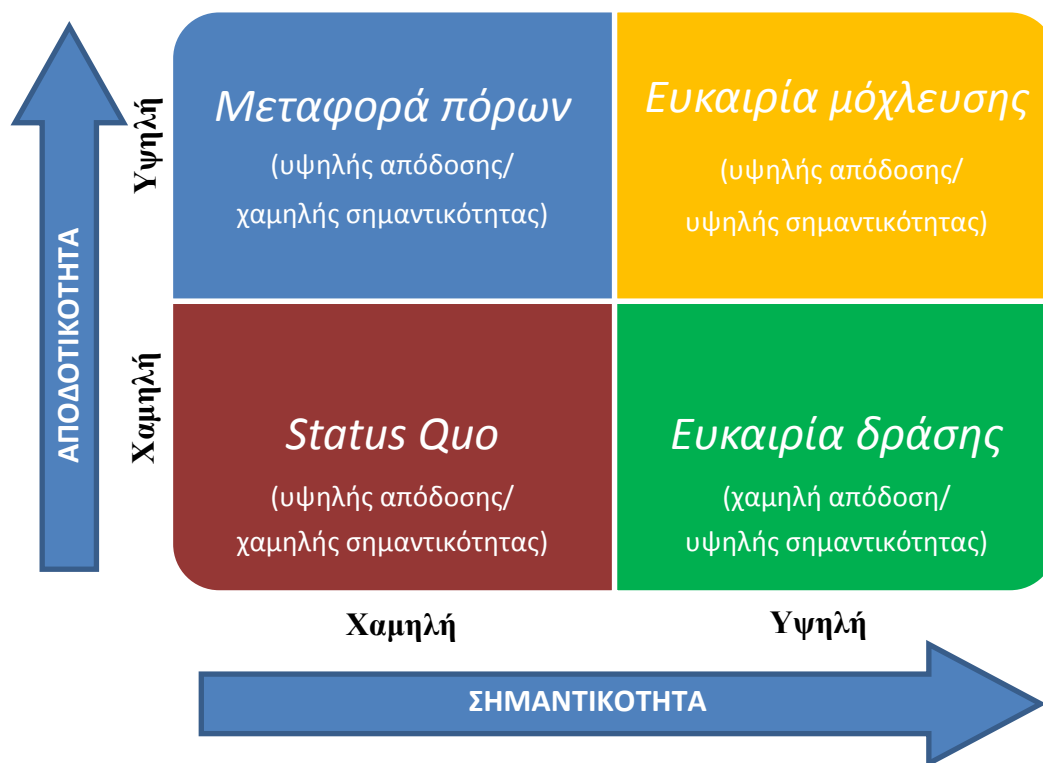 ΑΠΟΔΟΤΙΚΟΤΗΤΑ
Υψηλή
Μεταφορά πόρων
(υψηλής απόδοσης/
χαμηλής σημαντικότητας)
Ευκαιρία μόχλευσης
(υψηλής απόδοσης/
υψηλής σημαντικότητας)
Χαμηλή
Status Quo
(υψηλής απόδοσης/
χαμηλής σημαντικότητας)
Ευκαιρία δράσης
(χαμηλή απόδοση/
υψηλής σημαντικότητας)
Χαμηλή
Υψηλή
ΣΗΜΑΝΤΙΚΟΤΗΤΑ